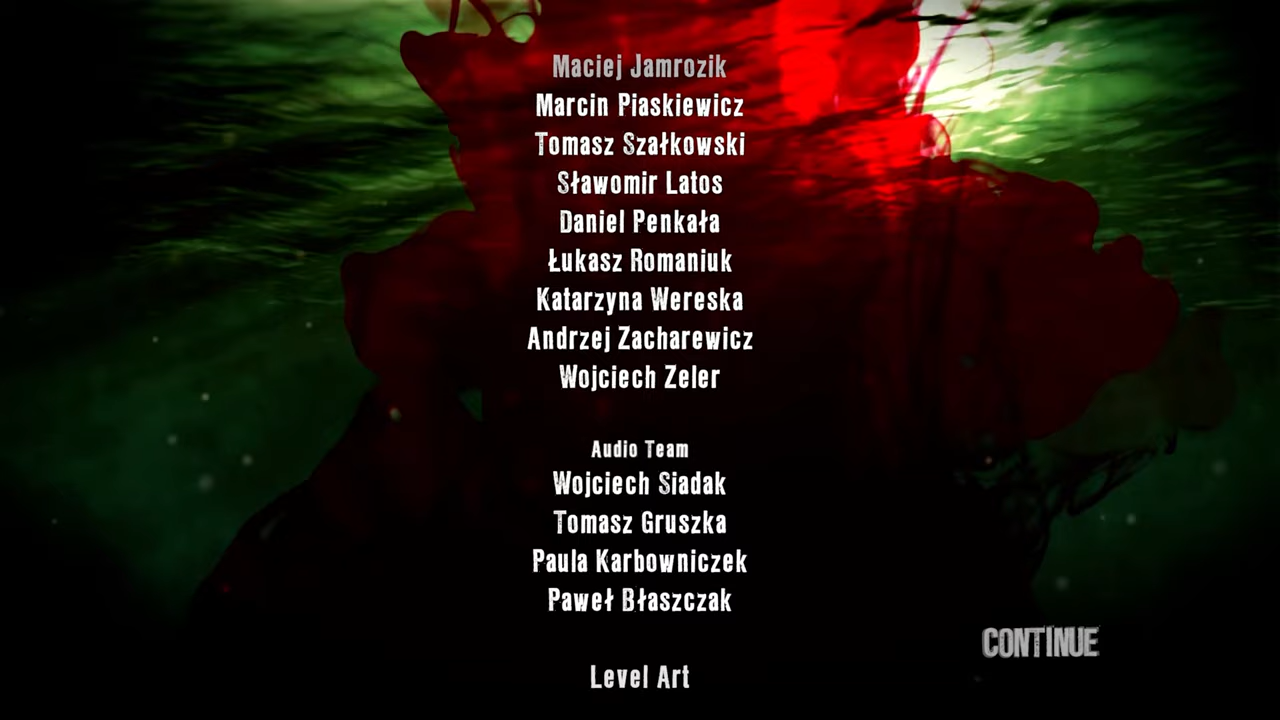 Maciej Jamrozik
Marcin Piaskiewicz
Tomasz Szałkowski
Sławomir Latos
Daniel Penkała
Łukasz Romaniuk
Katarzyna Wereska
Andrzej Zacharewicz
Wojciech Zeler
Audio Team
Wojciech Siadak
Tomasz Gruszka
Paula Karbowniczek
Paweł Błaszczak
CONTINUE
Level Art